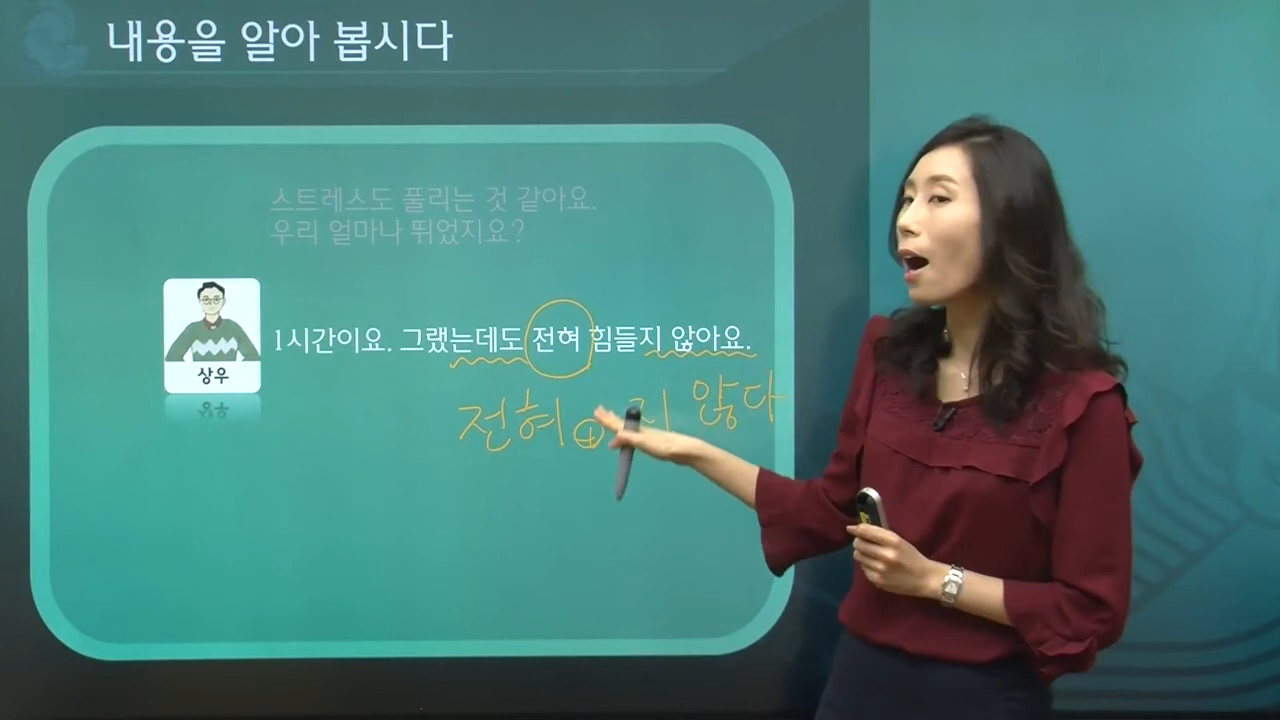 내용을 알아 봅시다
스트레스도 풀리는 것 같아요.
우리 얼마나 뛰었지요?
1시간이요. 그랬는데도 전혀 힘들지 않아요.
상우
전혀 + 지 않다